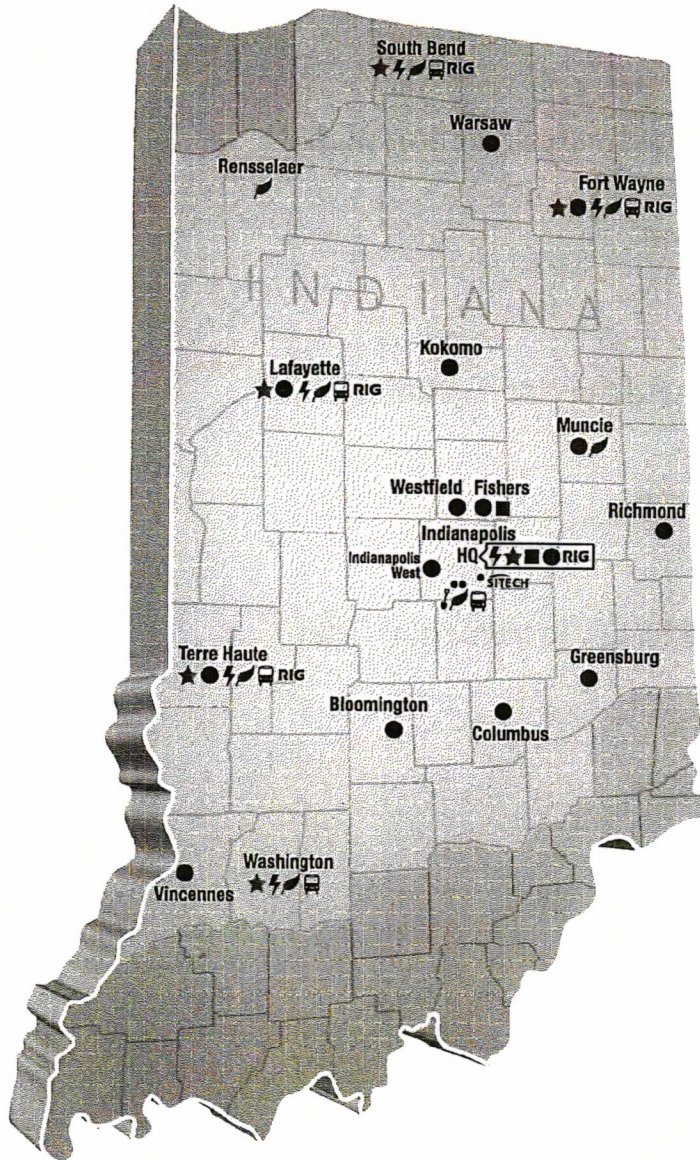 South Bend
RIG
Warsaw
Rensselaer
Fort Wayne
RIG
INDIANA
Kokomo
Lafayette
RIG
Muncie
Westfield Fishers
Richmond
Indianapolis
HQ RIG
Indianapolis
West
SITECH
Terre Haute
RIG
Greensburg
Bloomington
Columbus
Washington
Vincennes